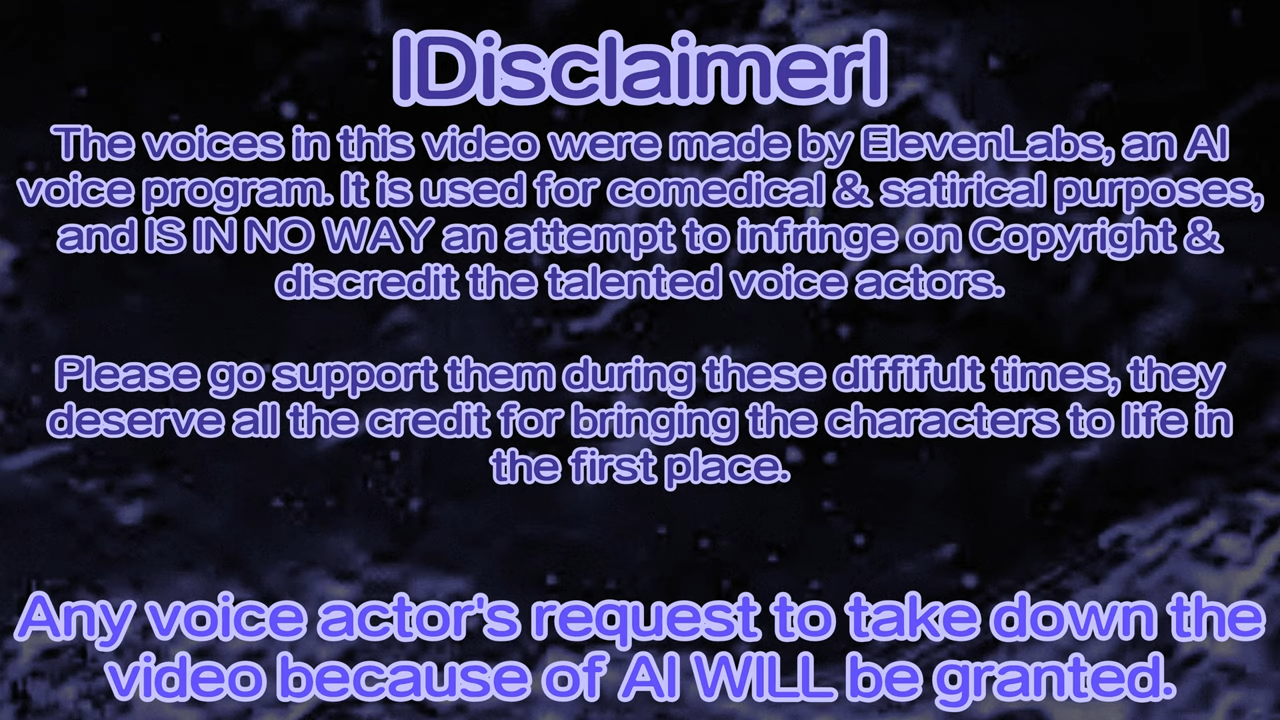 |Disclaimer|
The voices in this video were made by ElevenLabs, an AI
voice program. It is used for comedical & satirical purposes,
and IS IN NO WAY an attempt to infringe on Copyright &
discredit the talented voice actors.
Please go support them during these diffifult times, they
deserve all the credit for bringing the characters to life in
the first place.
Any voice actor's request to take down the
video because of AI WILL be granted.